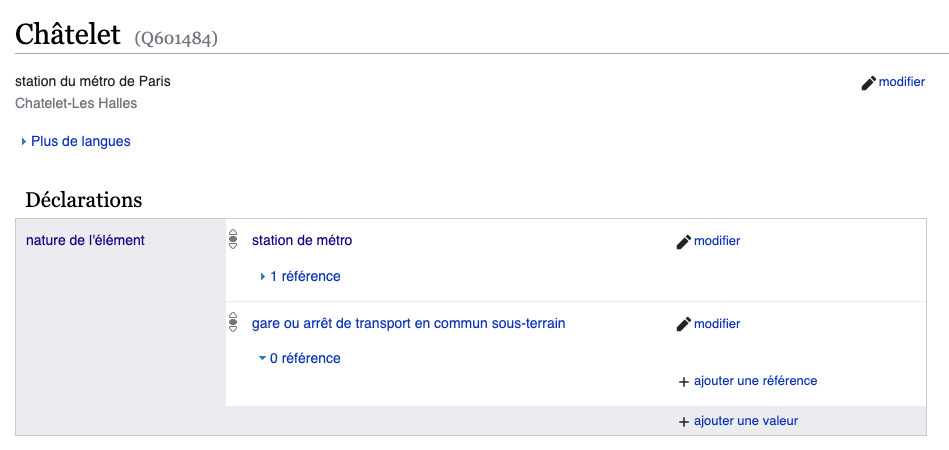 Châtelet (Q601484)
station du métro de Paris
modifier
Chatelet-Les Halles
Plus de langues
Déclarations
nature de l'élément
station de métro
modifier
1 référence
gare ou arrêt de transport en commun sous-terrain
modifier
0 référence
+ ajouter une référence
+ ajouter une valeur